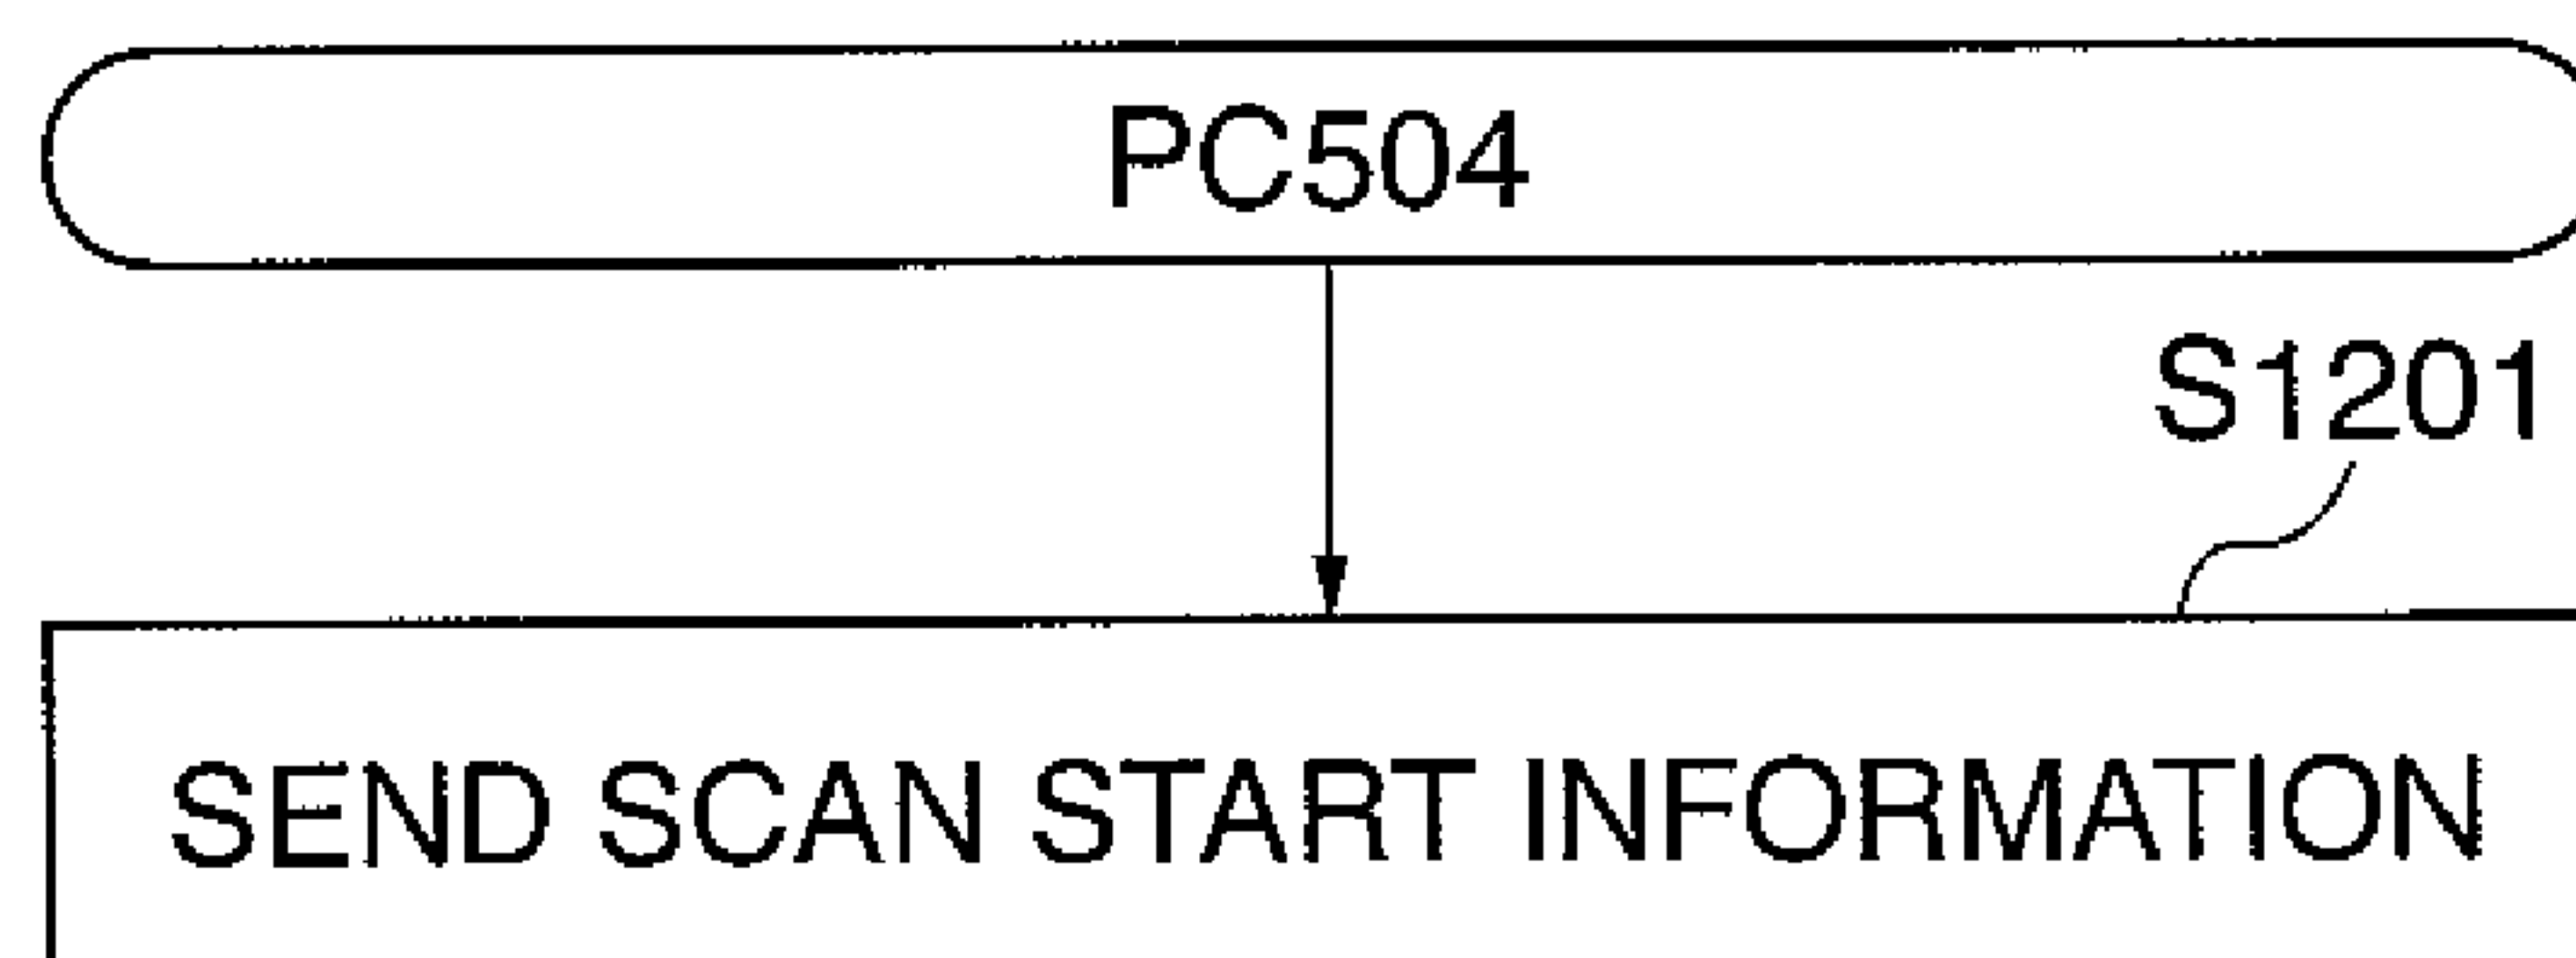 PC504
S1201
SEND SCAN START INFORMATION